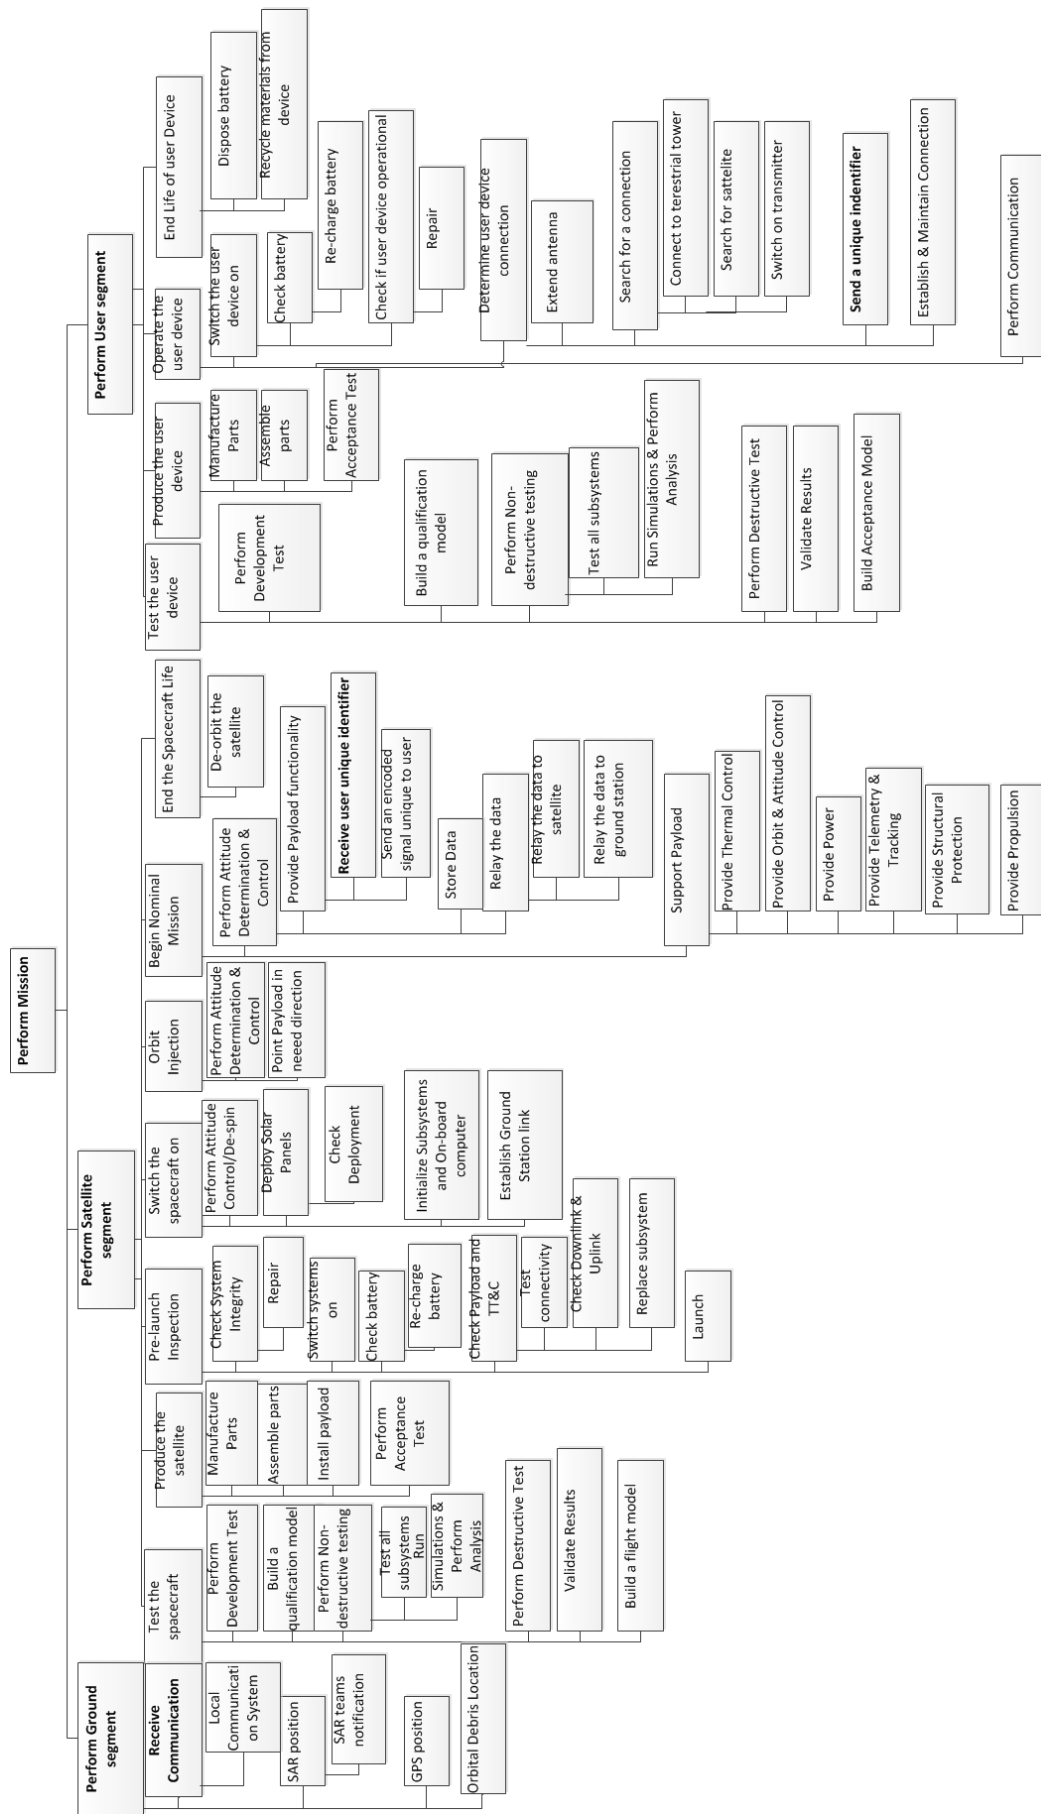 Perform Mission
Perform Ground
segment
Receive
Communication
Local
Communicati
on System
SAR position
SAR teams
notification
GPS position
Orbital Debris Location
Perform Satellite
segment
Test the
spacecraft
Perform
Development Test
Build a
qualification model
Perform Non-
destructive testing
Test all
subsystems
Run
Simulations &
Perform
Analysis
Perform Destructive Test
Validate Results
Build a flight model
Produce the
satellite
Manufacture
Parts
Assemble parts
Install payload
Perform
Acceptance
Test
Pre-launch
Inspection
Check System
Integrity
Repair
Switch systems
on
Check battery
Re-charge
battery
Check Payload and
TT&C
Test
connectivity
Check Downlink &
Uplink
Replace subsystem
Launch
Switch the
spacecraft on
Perform Attitude
Control/De-spin
Deploy Solar
Panels
Check
Deployment
Initialize Subsystems
and On-board
computer
Establish Ground
Station link
Orbit
Injection
Perform Attitude
Determination &
Control
Point Payload in
neeed direction
Begin Nominal
Mission
Perform Attitude
Determination &
Control
Provide Payload functionality
Receive user unique identifier
Send an encoded
signal unique to user
Store Data
Relay the data
Relay the data to
satellite
Relay the data to
ground station
Support Payload
Provide Thermal Control
Provide Orbit & Attitude Control
Provide Power
Provide Telemetry &
Tracking
Provide Structural
Protection
Provide Propulsion
End the Spacecraft Life
De-orbit the
satellite
Perform User segment
Test the user
device
Perform
Development
Test
Build a qualification
model
Perform Non-
destructive testing
Test all subsystems
Run Simulations & Perform
Analysis
Perform Destructive Test
Validate Results
Build Acceptance Model
Produce the user
device
Manufacture
Parts
Assemble
parts
Perform
Acceptance Test
Operate the
user device
Switch the user
device on
Check battery
Re-charge battery
Check if user device operational
Repair
Determine user device
connection
Extend antenna
Search for a connection
Connect to terestrial tower
Search for sattelite
Switch on transmitter
Send a unique indentifier
Establish & Maintain Connection
Perform Communication
End Life of user Device
Dispose battery
Recycle materials from
device